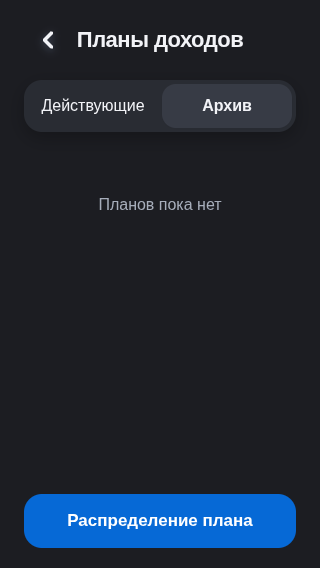 Планы доходов
Действующие
Архив
Планов пока нет
Распределение плана